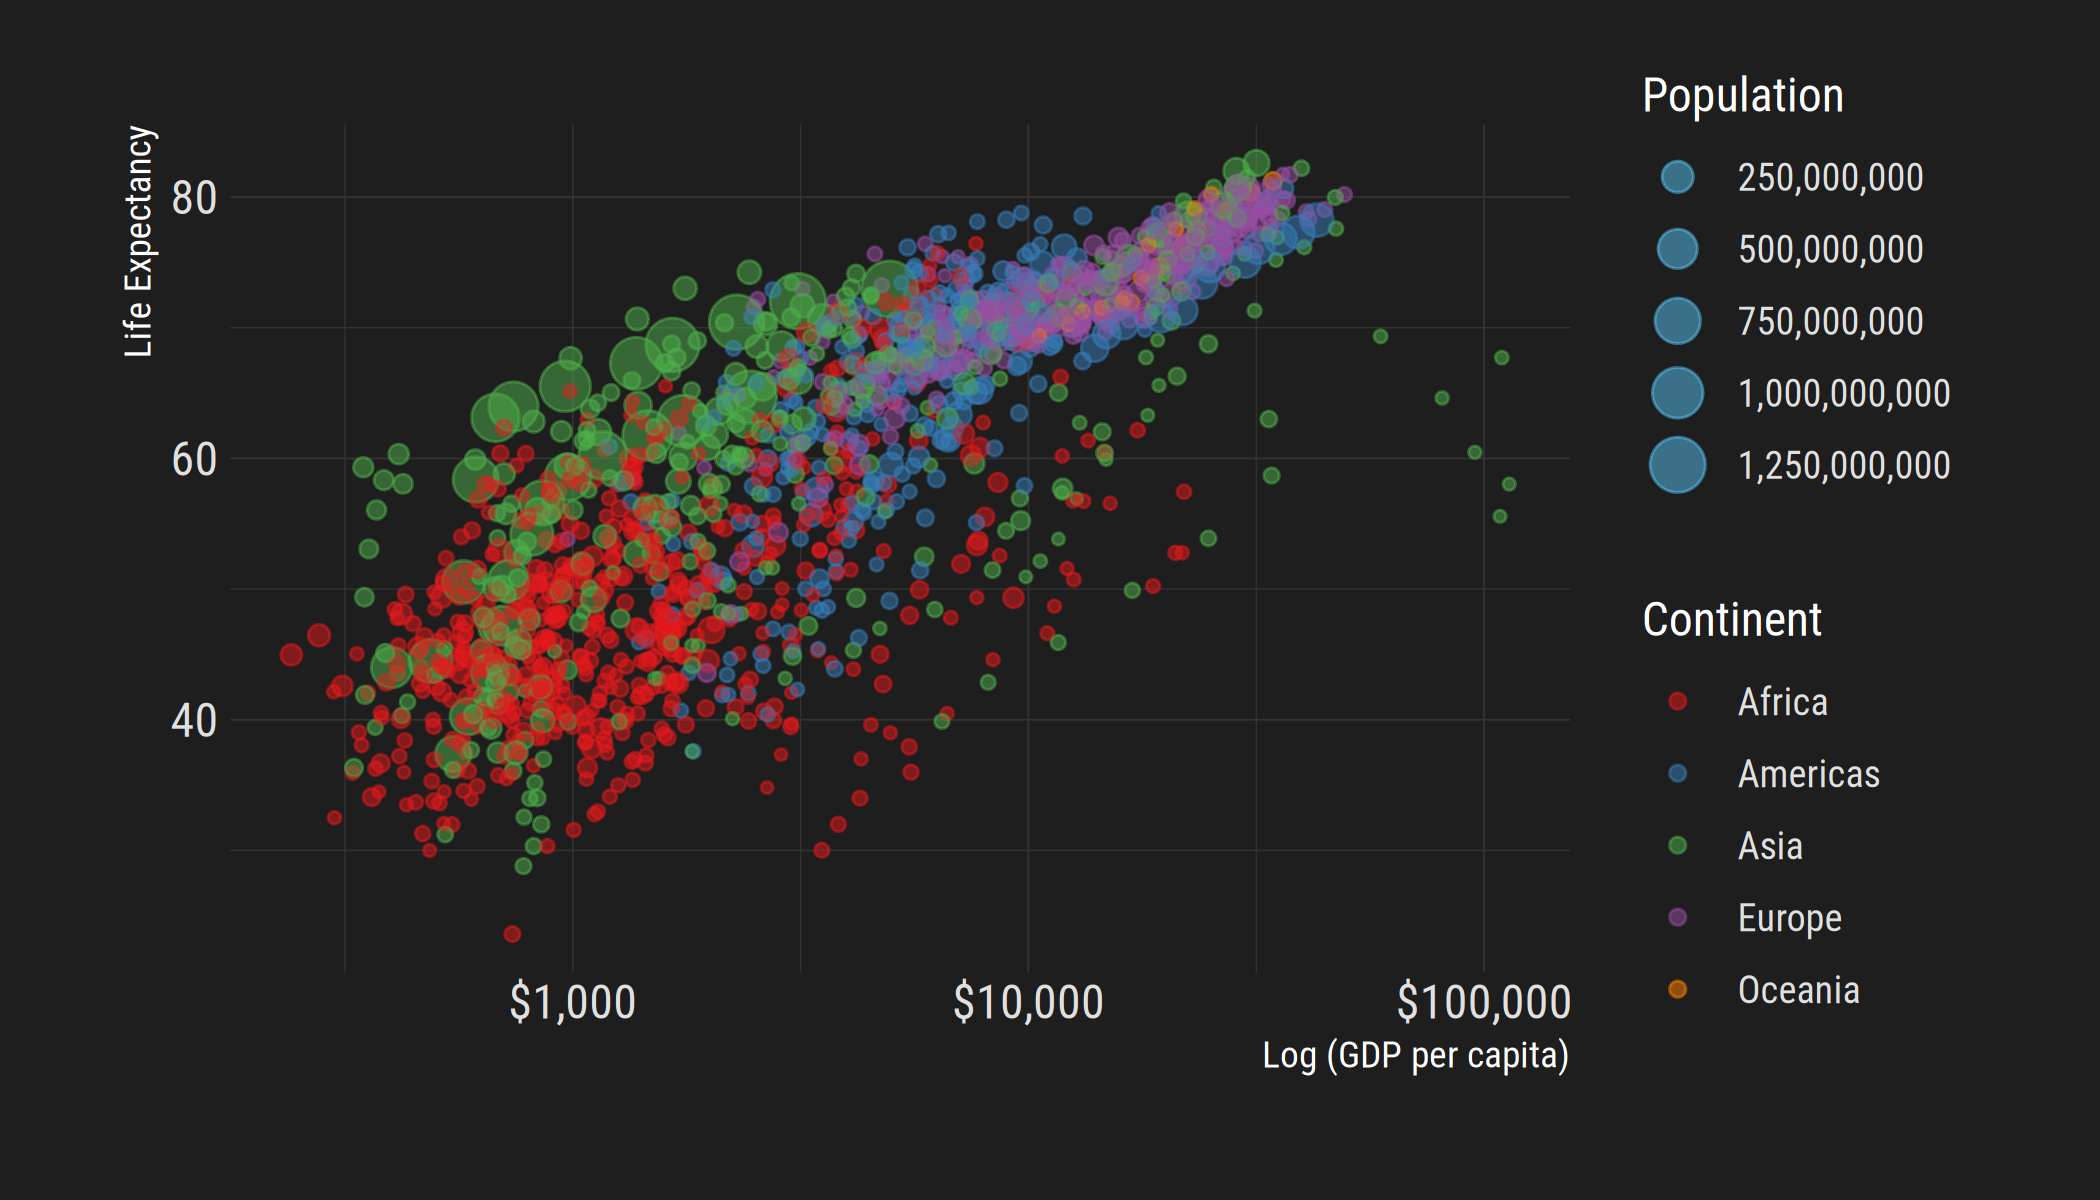 Life Expectancy
80
60
40
$1,000
$10,000
$100,000
Log (GDP per capita)
Population
250,000,000
500,000,000
750,000,000
1,000,000,000
1,250,000,000
Continent
Africa
Americas
Asia
Europe
Oceania